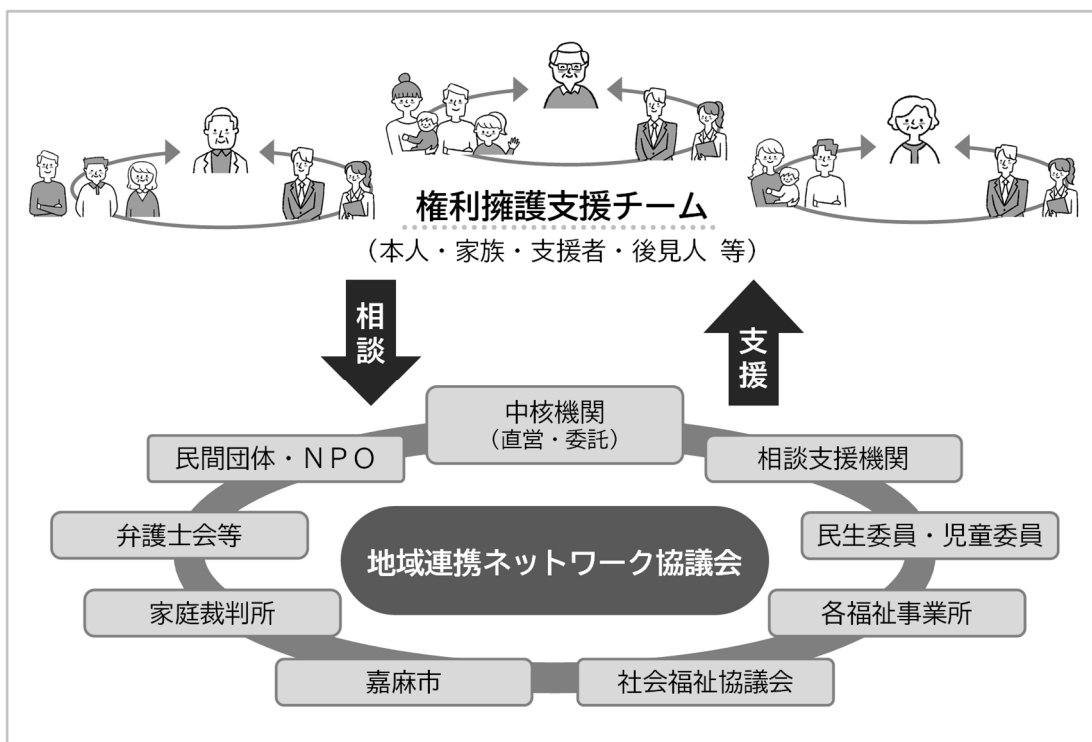 権利擁護支援チーム
（本人・家族・支援者・後見人 等）
相談
支援
中核機関
（直営・委託）
民間団体・ＮＰＯ
相談支援機関
弁護士会等
民生委員・児童委員
地域連携ネットワーク協議会
家庭裁判所
各福祉事業所
嘉麻市
社会福祉協議会